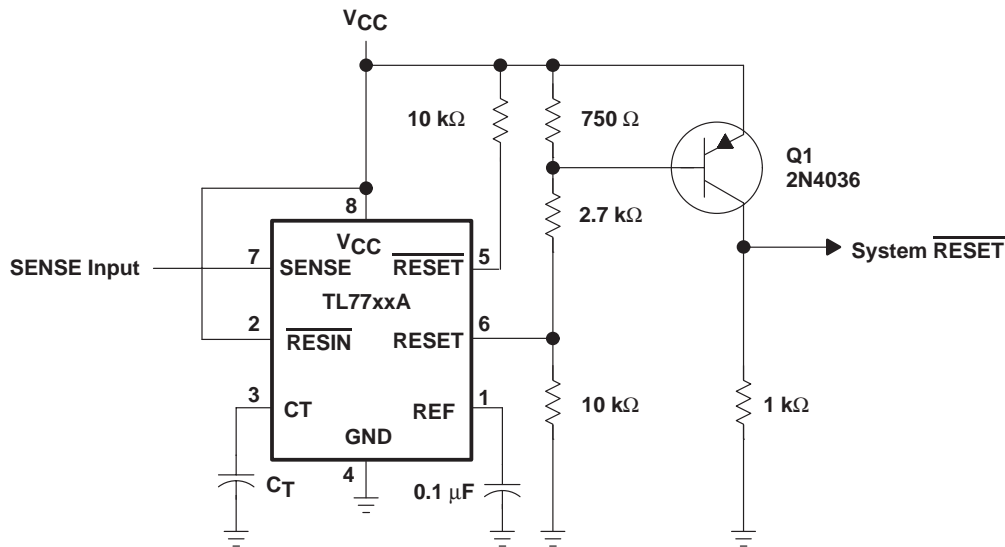 VCC
10 kΩ
750 Ω
Q1
2N4036
2.7 kΩ
8
VCC
SENSE Input
7
SENSE
RESET
5
System RESET
TL77xxA
2
RESIN
RESET
6
3
CT
REF
1
10 kΩ
1 kΩ
GND
4
CT
0.1 μF